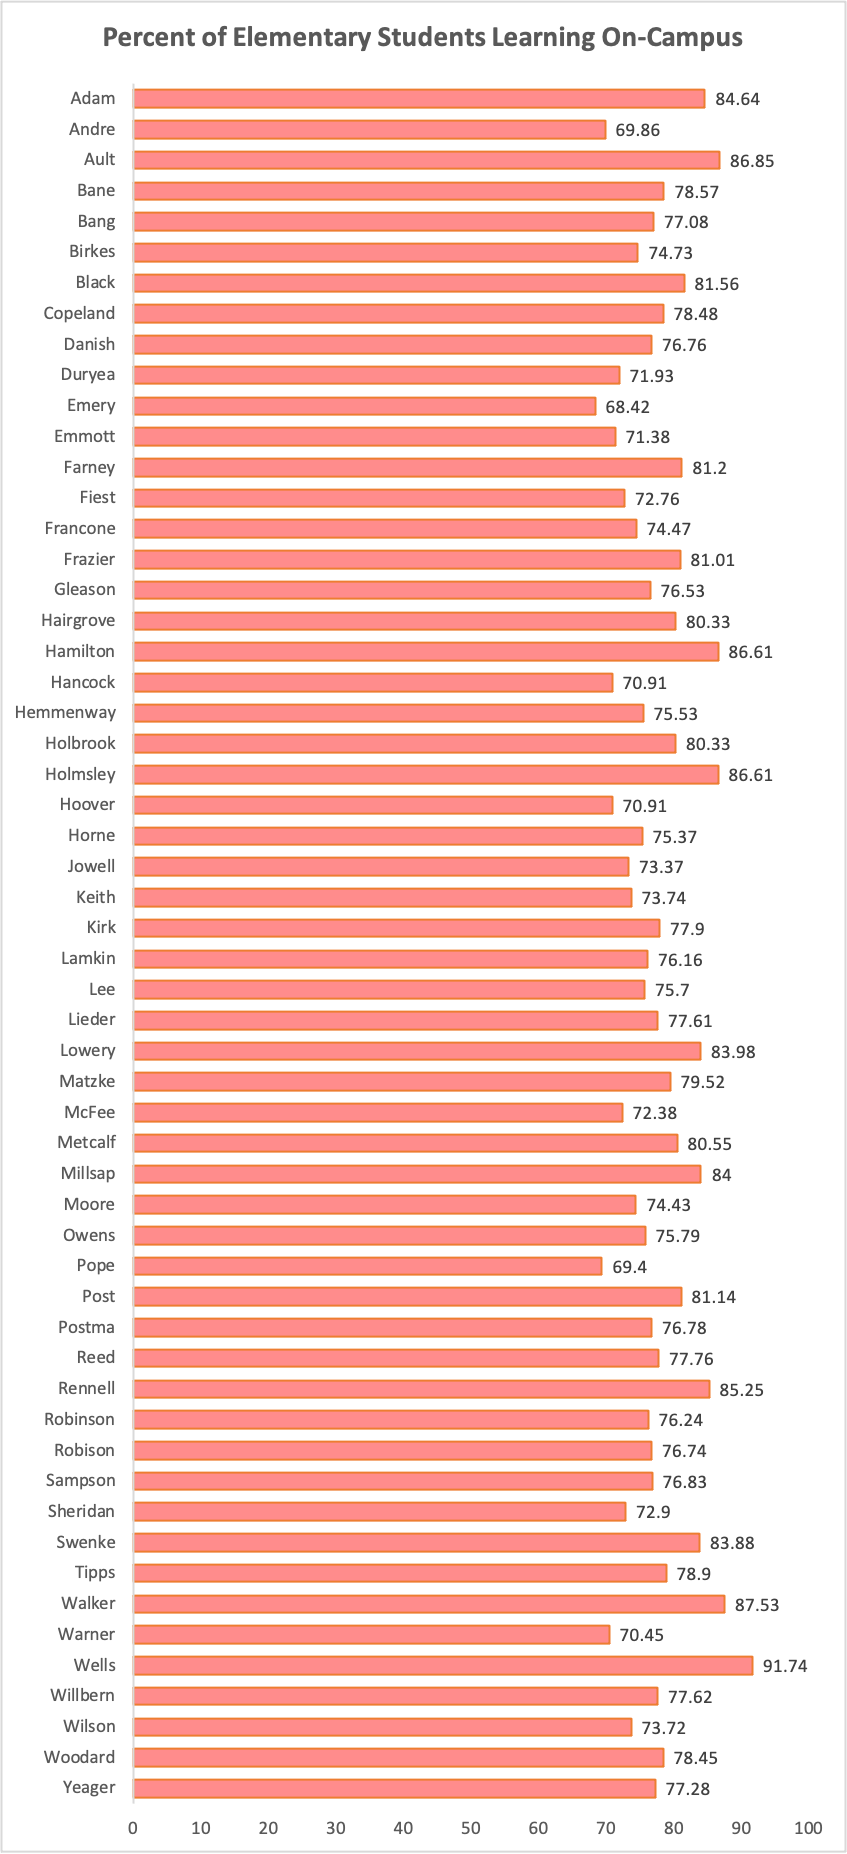 Percent of Elementary Students Learning On-Campus
Adam 84.64
Andre 69.86
Ault 86.85
Bane 78.57
Bang 77.08
Birkes 74.73
Black 81.56
Copeland 78.48
Danish 76.76
Duryea 71.93
Emery 68.42
Emmott 71.38
Farney 81.2
Fiest 72.76
Francone 74.47
Frazier 81.01
Gleason 76.53
Hairgrove 80.33
Hamilton 86.61
Hancock 70.91
Hemmenway 75.53
Holbrook 80.33
Holmsley 86.61
Hoover 70.91
Horne 75.37
Jowell 73.37
Keith 73.74
Kirk 77.9
Lamkin 76.16
Lee 75.7
Lieder 77.61
Lowery 83.98
Matzke 79.52
McFee 72.38
Metcalf 80.55
Millsap 84
Moore 74.43
Owens 75.79
Pope 69.4
Post 81.14
Postma 76.78
Reed 77.76
Rennell 85.25
Robinson 76.24
Robison 76.74
Sampson 76.83
Sheridan 72.9
Swenke 83.88
Tipps 78.9
Walker 87.53
Warner 70.45
Wells 91.74
Willbern 77.62
Wilson 73.72
Woodard 78.45
Yeager 77.28
0 10 20 30 40 50 60 70 80 90 100